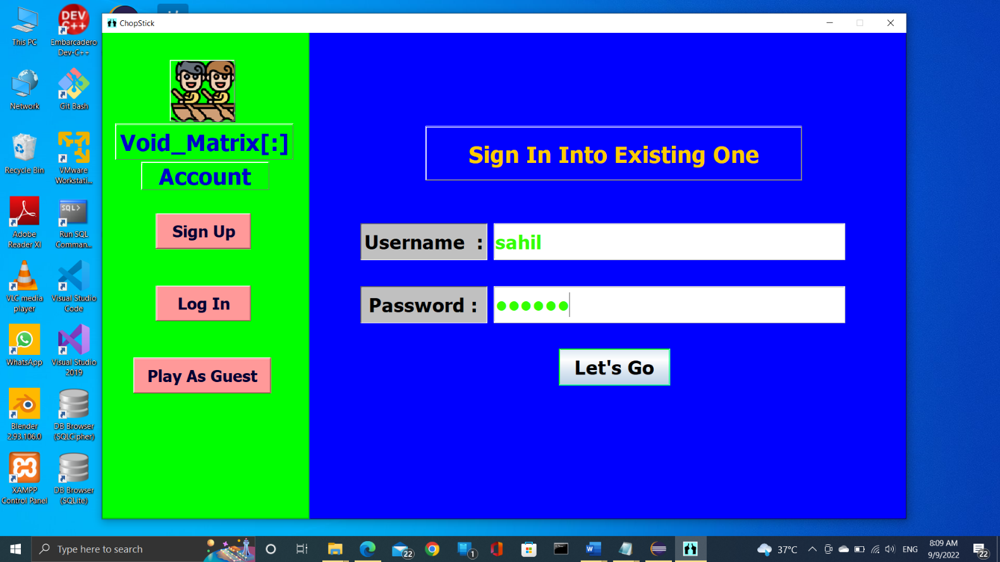 This PC
DEV
C++
Embarcadero
Dev-C++
Network
Git Bash
Recycle Bin
VMware
Workstati...
Adobe
Reader XI
SQL>
Run SQL
Comman...
VLC media
player
Visual Studio
Code
WhatsApp
Visual Studio
2019
Blender
2.93.106.0
DB Browser
(SQLCipher)
XAMPP
Control Panel
DB Browser
(SQLite)
ChopStick
Void_Matrix[:]
Account
Sign Up
Log In
Play As Guest
Sign In Into Existing One
Username :
sahil
Password :
●●●●●●
Let's Go
Type here to search
22
1
37°C
ENG
8:09 AM
9/9/2022
22